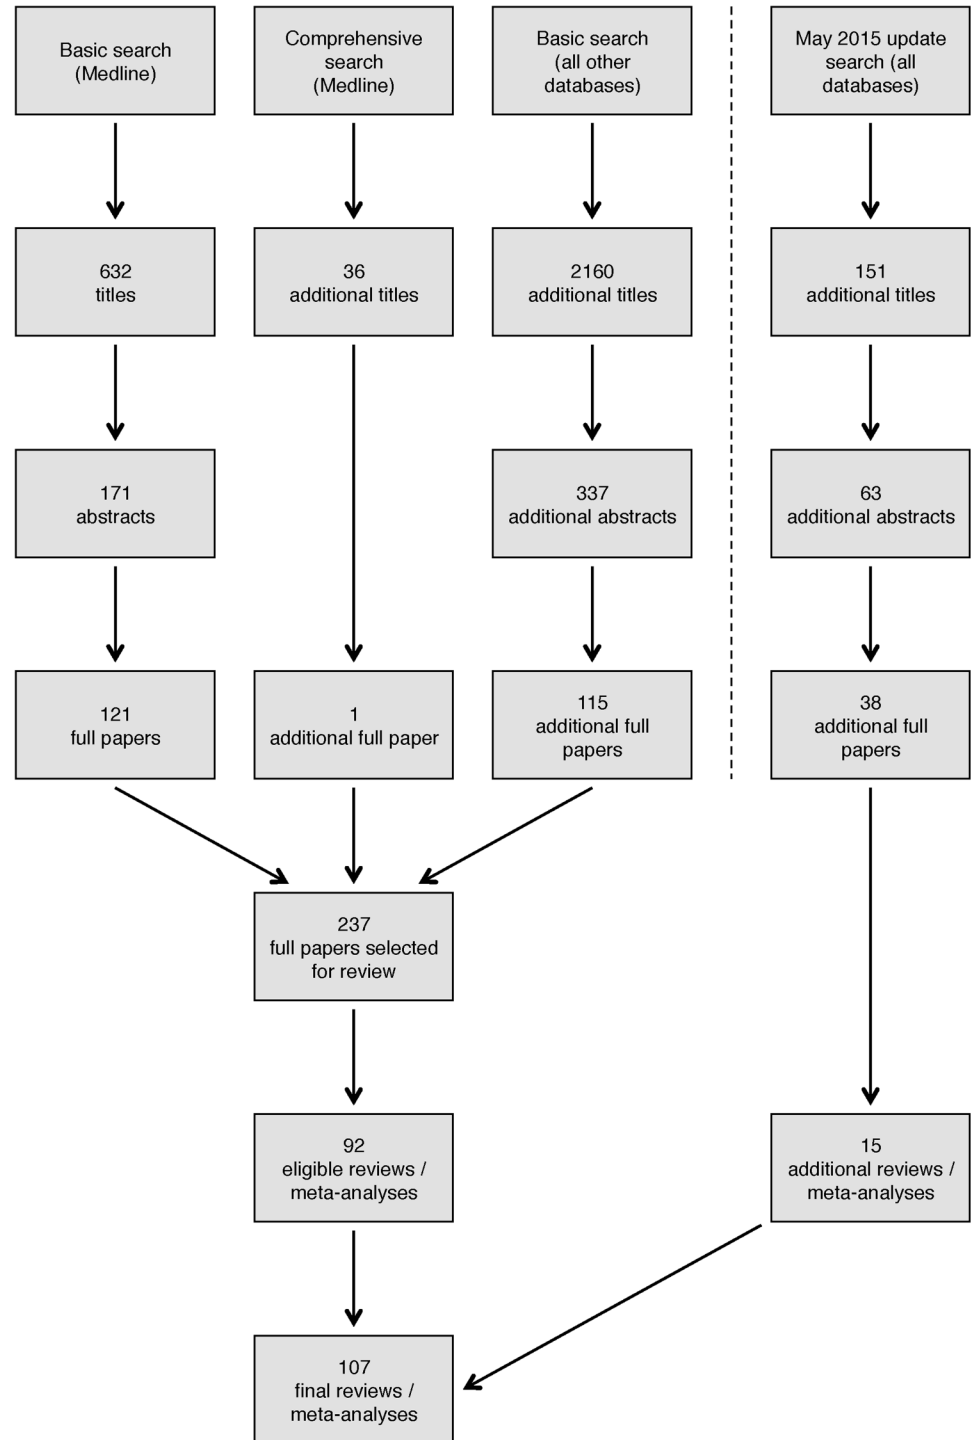 Basic search
(Medline)
Comprehensive
search
(Medline)
Basic search
(all other
databases)
May 2015 update
search (all
databases)
632
titles
36
additional titles
2160
additional titles
151
additional titles
171
abstracts
337
additional abstracts
63
additional abstracts
121
full papers
1
additional full paper
115
additional full
papers
38
additional full
papers
237
full papers selected
for review
92
eligible reviews /
meta-analyses
15
additional reviews /
meta-analyses
107
final reviews /
meta-analyses